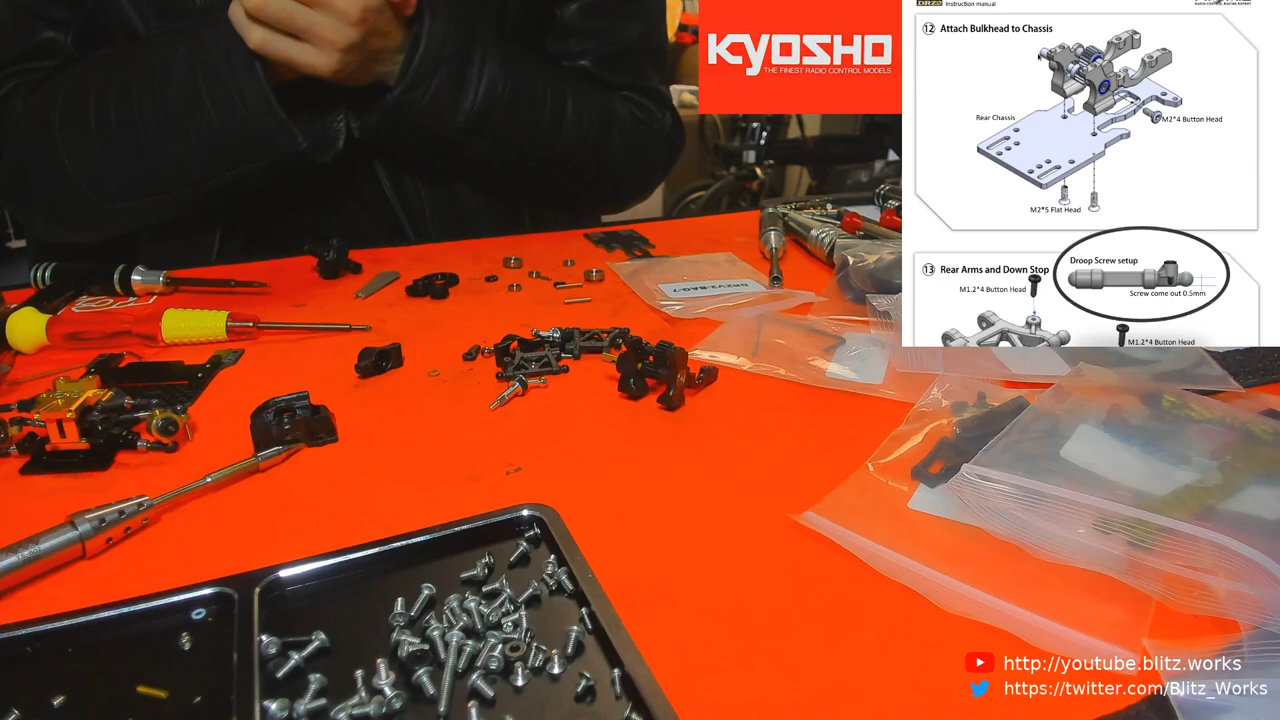 KYOSHO
THE FINEST RADIO CONTROL MODELS
Instruction manual
12 Attach Bulkhead to Chassis
Rear Chassis
M2*4 Button Head
M2*5 Flat Head
13 Rear Arms and Down Stop
Droop Screw setup
M1.2*4 Button Head
Screw come out 0.5mm
M1.2*4 Button Head
http://youtube.blitz.works
https://twitter.com/Blitz_Works